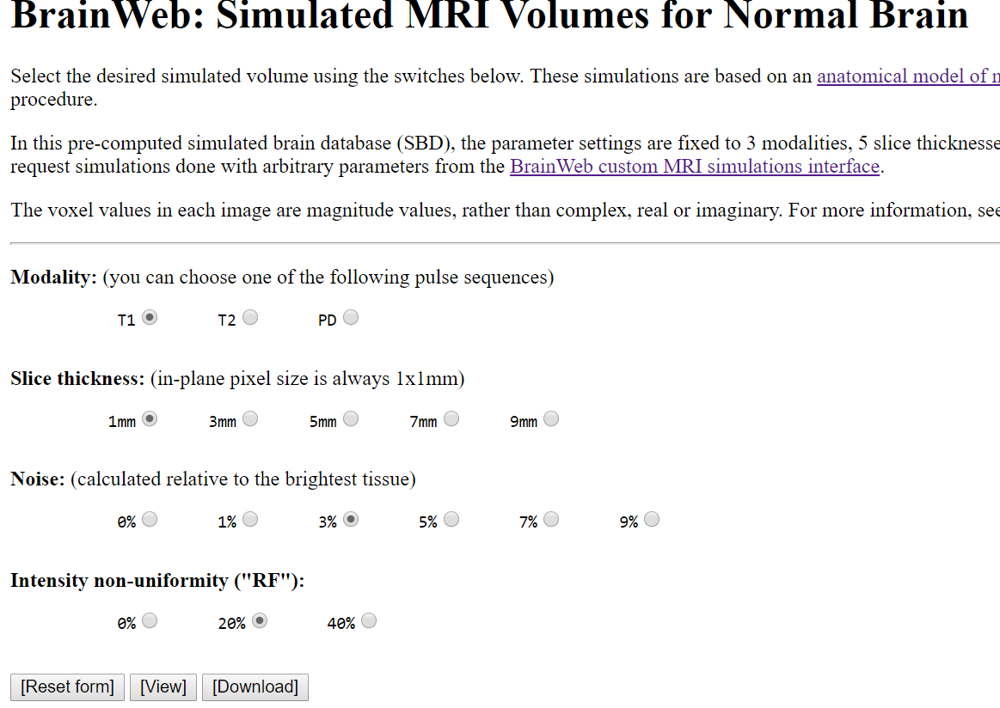 BrainWeb: Simulated MRI Volumes for Normal Brain
Select the desired simulated volume using the switches below. These simulations are based on an anatomical model of
procedure.
In this pre-computed simulated brain database (SBD), the parameter settings are fixed to 3 modalities, 5 slice
request simulations done with arbitrary parameters from the BrainWeb custom MRI simulations interface.
The voxel values in each image are magnitude values, rather than complex, real or imaginary. For more information, see
Modality: (you can choose one of the following pulse sequences)
T1 T2 PD
Slice thickness: (in-plane pixel size is always 1x1mm)
1mm 3mm 5mm 7mm 9mm
Noise: (calculated relative to the brightest tissue)
0% 1% 3% 5% 7% 9%
Intensity non-uniformity ("RF"):
0% 20% 40%
[Reset form] [View] [Download]